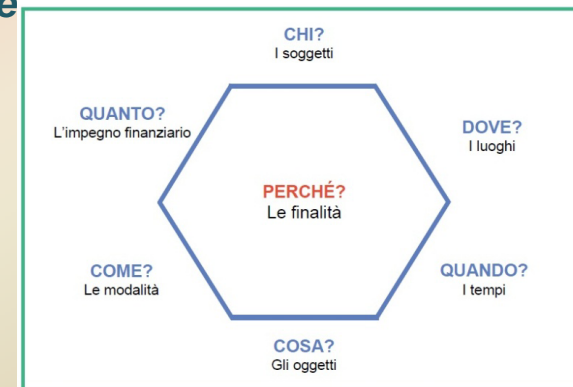 e
CHI?
I soggetti
QUANTO?
L'impegno finanziario
DOVE?
I luoghi
PERCHÉ?
Le finalità
COME?
Le modalità
QUANDO?
I tempi
COSA?
Gli oggetti